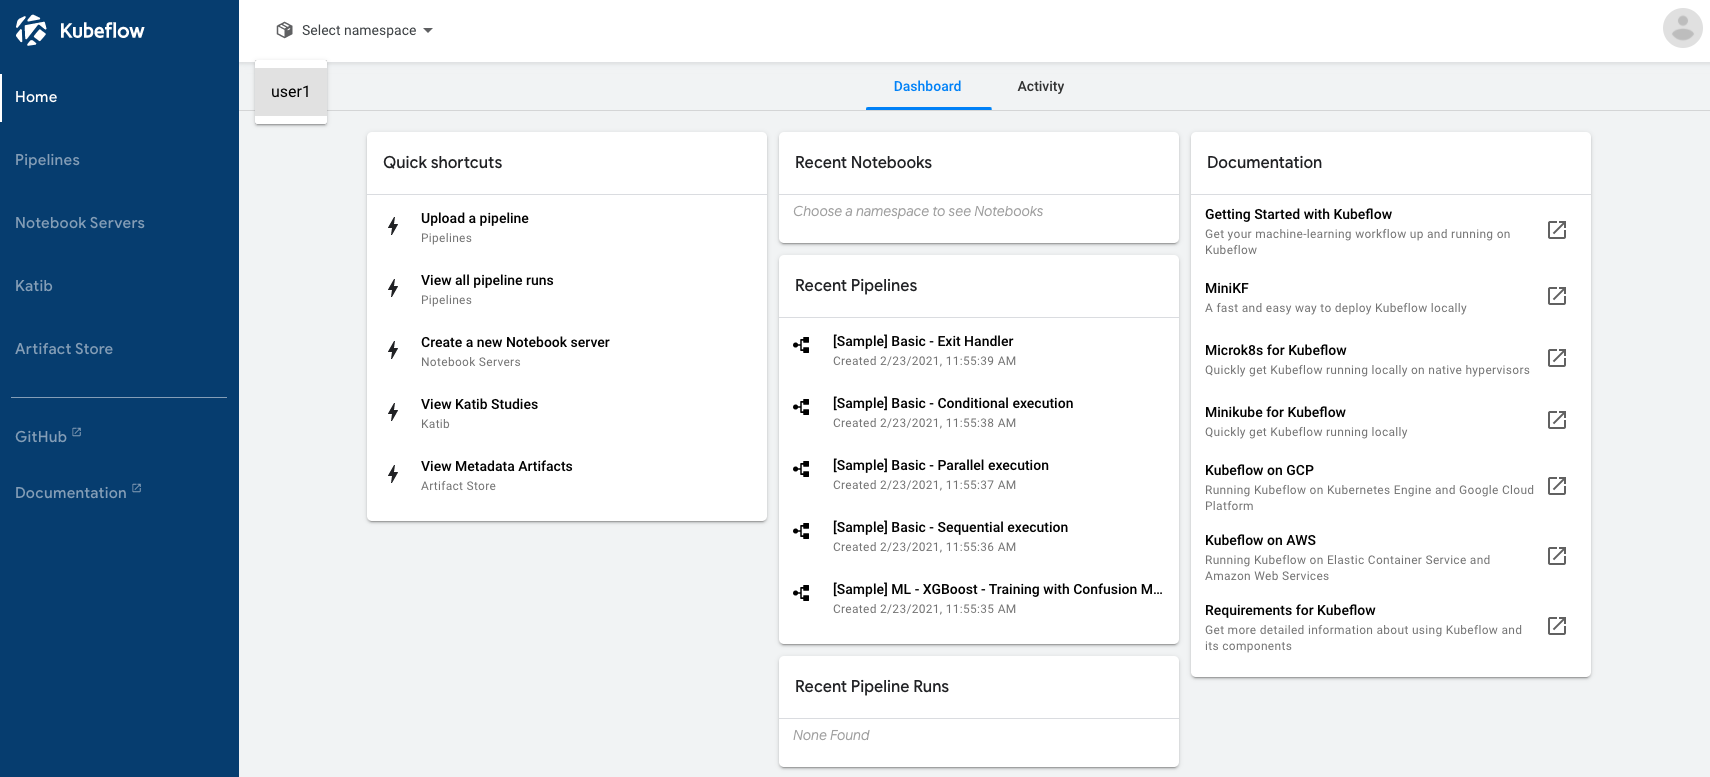 Kubeflow
Select namespace
user1
Home
Pipelines
Notebook Servers
Katib
Artifact Store
GitHub
Documentation
Dashboard
Activity
Quick shortcuts
Upload a pipeline
Pipelines
View all pipeline runs
Pipelines
Create a new Notebook server
Notebook Servers
View Katib Studies
Katib
View Metadata Artifacts
Artifact Store
Recent Notebooks
Choose a namespace to see Notebooks
Recent Pipelines
[Sample] Basic - Exit Handler
Created 2/23/2021, 11:55:39 AM
[Sample] Basic - Conditional execution
Created 2/23/2021, 11:55:38 AM
[Sample] Basic - Parallel execution
Created 2/23/2021, 11:55:37 AM
[Sample] Basic - Sequential execution
Created 2/23/2021, 11:55:36 AM
[Sample] ML - XGBoost - Training with Confusion M...
Created 2/23/2021, 11:55:35 AM
Recent Pipeline Runs
None Found
Documentation
Getting Started with Kubeflow
Get your machine-learning workflow up and running on
Kubeflow
MiniKF
A fast and easy way to deploy Kubeflow locally
Microk8s for Kubeflow
Quickly get Kubeflow running locally on native hypervisors
Minikube for Kubeflow
Quickly get Kubeflow running locally
Kubeflow on GCP
Running Kubeflow on Kubernetes Engine and Google Cloud
Platform
Kubeflow on AWS
Running Kubeflow on Elastic Container Service and
Amazon Web Services
Requirements for Kubeflow
Get more detailed information about using Kubeflow and
its components